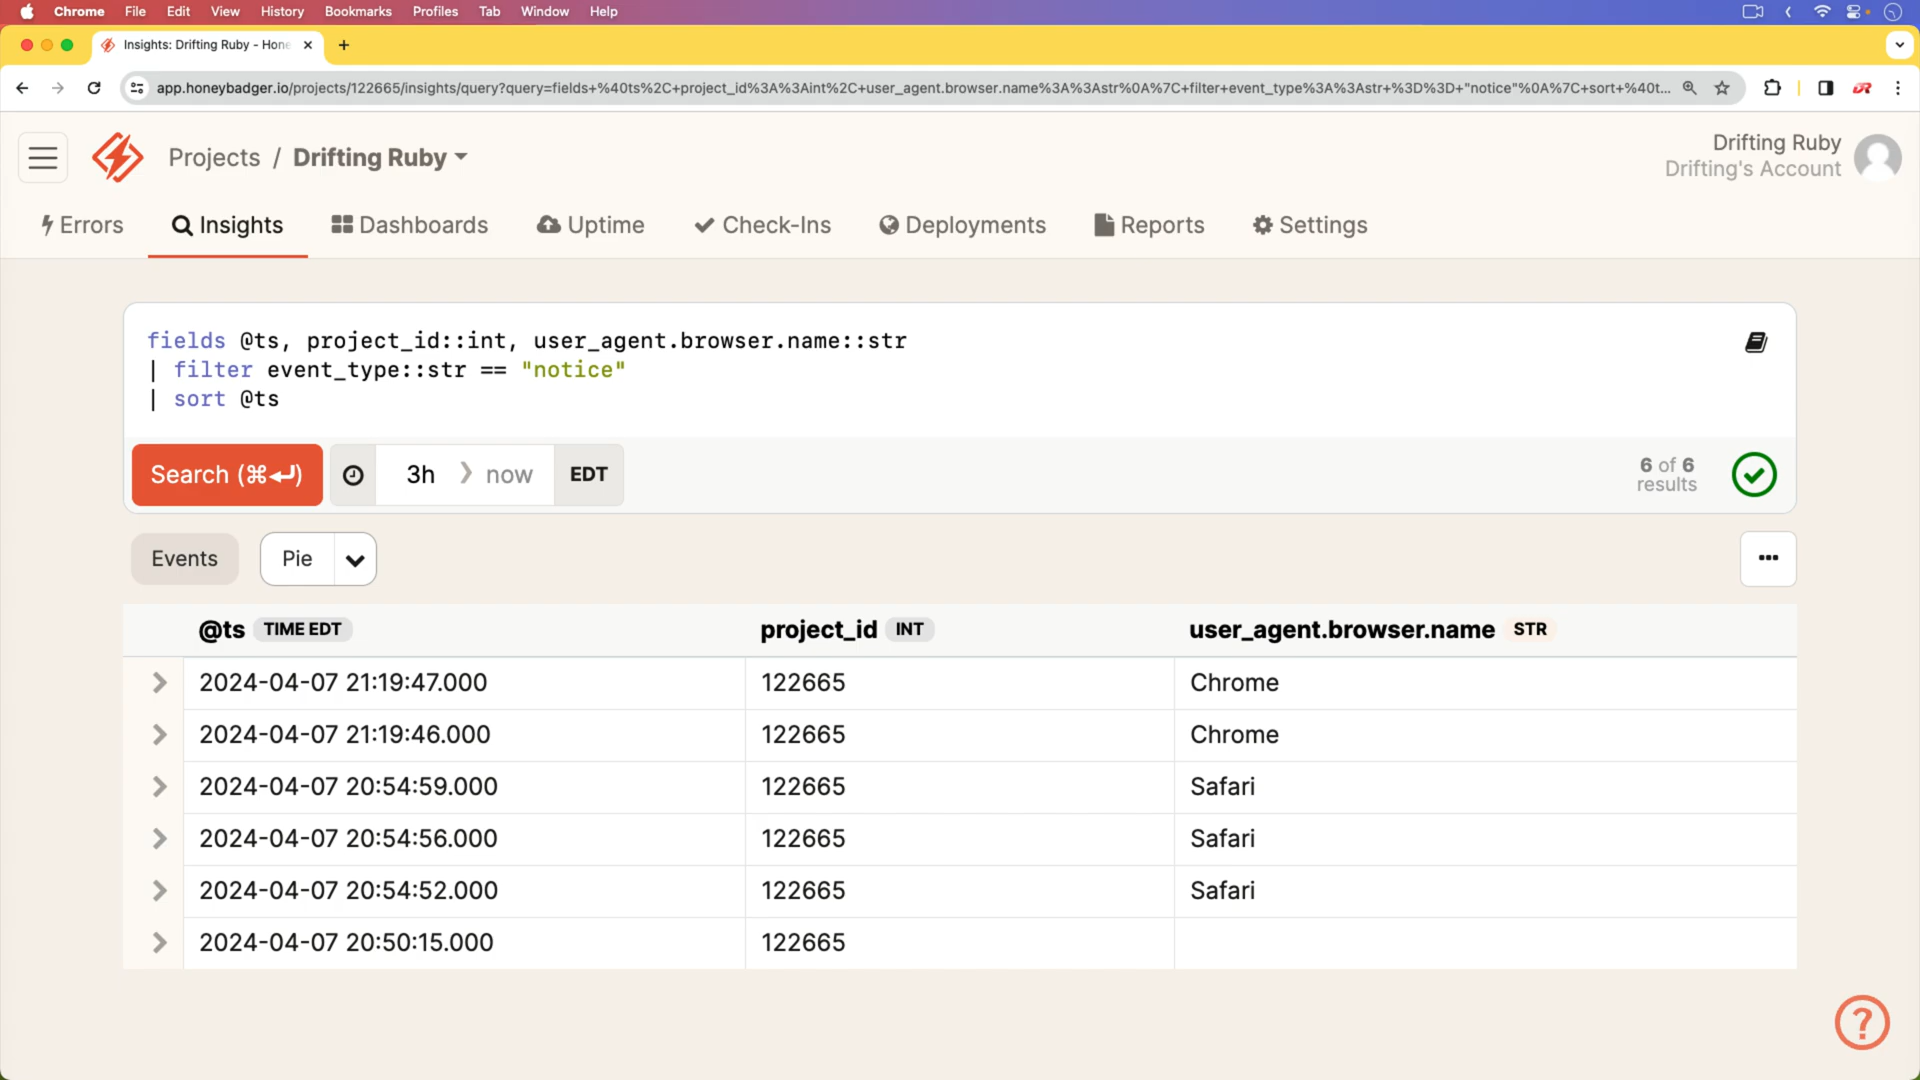 Chrome File Edit View History Bookmarks Profiles Tab Window Help
Insights: Drifting Ruby - Hone
app.honeybadger.io/projects/122665/insights/query?query=fields+%40ts%2C+project_id%3A%3Aint%2C+user_agent.browser.name%3A%3Astr%0A%7C+filter+event_type%3A%3Astr+%3D%3D+"notice"%0A%7C+sort+%40t...
Projects / Drifting Ruby
Drifting Ruby
Drifting's Account
Errors Insights Dashboards Uptime Check-Ins Deployments Reports Settings
fields @ts, project_id::int, user_agent.browser.name::str
| filter event_type::str == "notice"
| sort @ts
Search (⌘↵) 3h now EDT
6 of 6
results
Events Pie
@ts TIME EDT project_id INT user_agent.browser.name STR
2024-04-07 21:19:47.000 122665 Chrome
2024-04-07 21:19:46.000 122665 Chrome
2024-04-07 20:54:59.000 122665 Safari
2024-04-07 20:54:56.000 122665 Safari
2024-04-07 20:54:52.000 122665 Safari
2024-04-07 20:50:15.000 122665
?